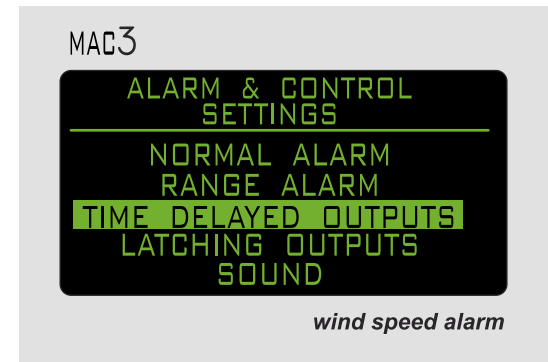 MAC3
ALARM & CONTROL
SETTINGS
NORMAL ALARM
RANGE ALARM
TIME DELAYED OUTPUTS
LATCHING OUTPUTS
SOUND
wind speed alarm